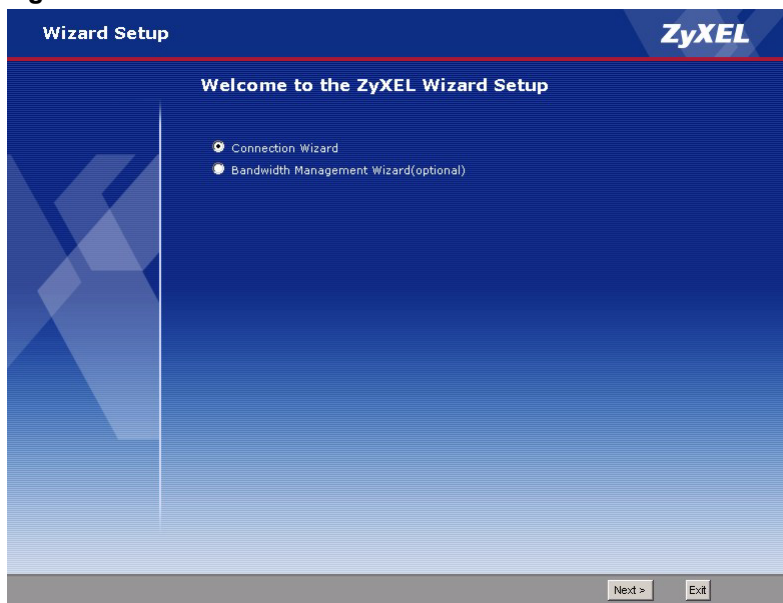 Wizard Setup
ZyXEL
Welcome to the ZyXEL Wizard Setup
Connection Wizard
Bandwidth Management Wizard(optional)
Next >
Exit